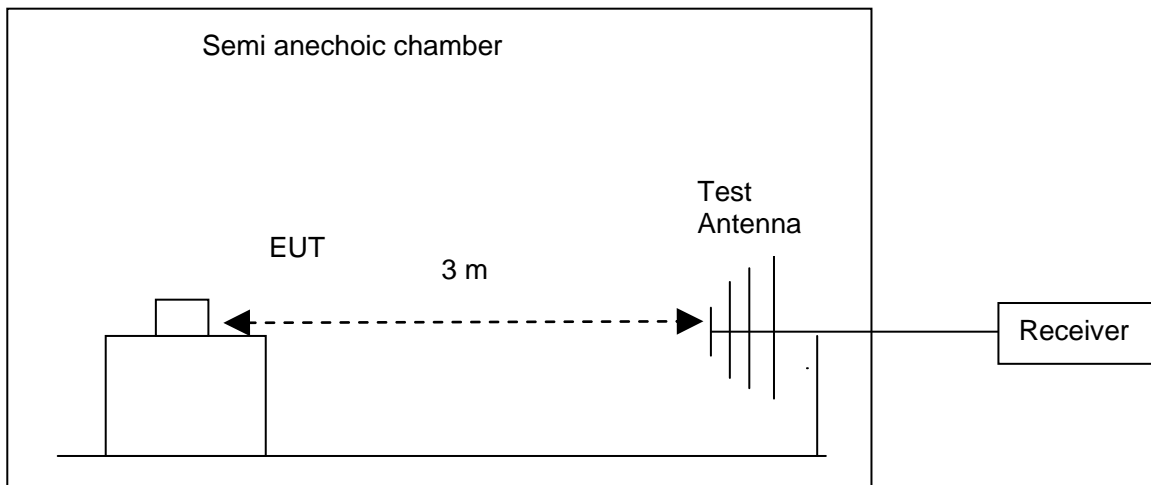 Semi anechoic chamber
Test
Antenna
EUT
3 m
Receiver